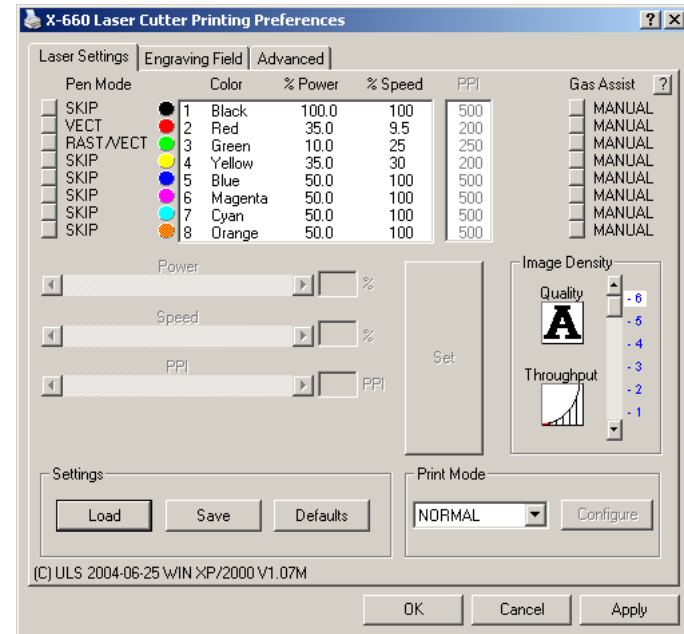 X-660 Laser Cutter Printing Preferences
Laser Settings Engraving Field Advanced
Pen Mode Color % Power % Speed PPI Gas Assist ?
SKIP 1 Black 100.0 100 500 MANUAL
VECT 2 Red 35.0 9.5 200 MANUAL
RAST/VECT 3 Green 10.0 25 250 MANUAL
SKIP 4 Yellow 35.0 30 200 MANUAL
SKIP 5 Blue 50.0 100 500 MANUAL
SKIP 6 Magenta 50.0 100 500 MANUAL
SKIP 7 Cyan 50.0 100 500 MANUAL
SKIP 8 Orange 50.0 100 500 MANUAL
Power
%
Speed
%
PPI
PPI
Set
Image Density
Quality
A
Throughput
- 6
- 5
- 4
- 3
- 2
- 1
Settings
Load Save Defaults
Print Mode
NORMAL Configure
(C) ULS 2004-06-25 WIN XP/2000 V1.07M
OK Cancel Apply